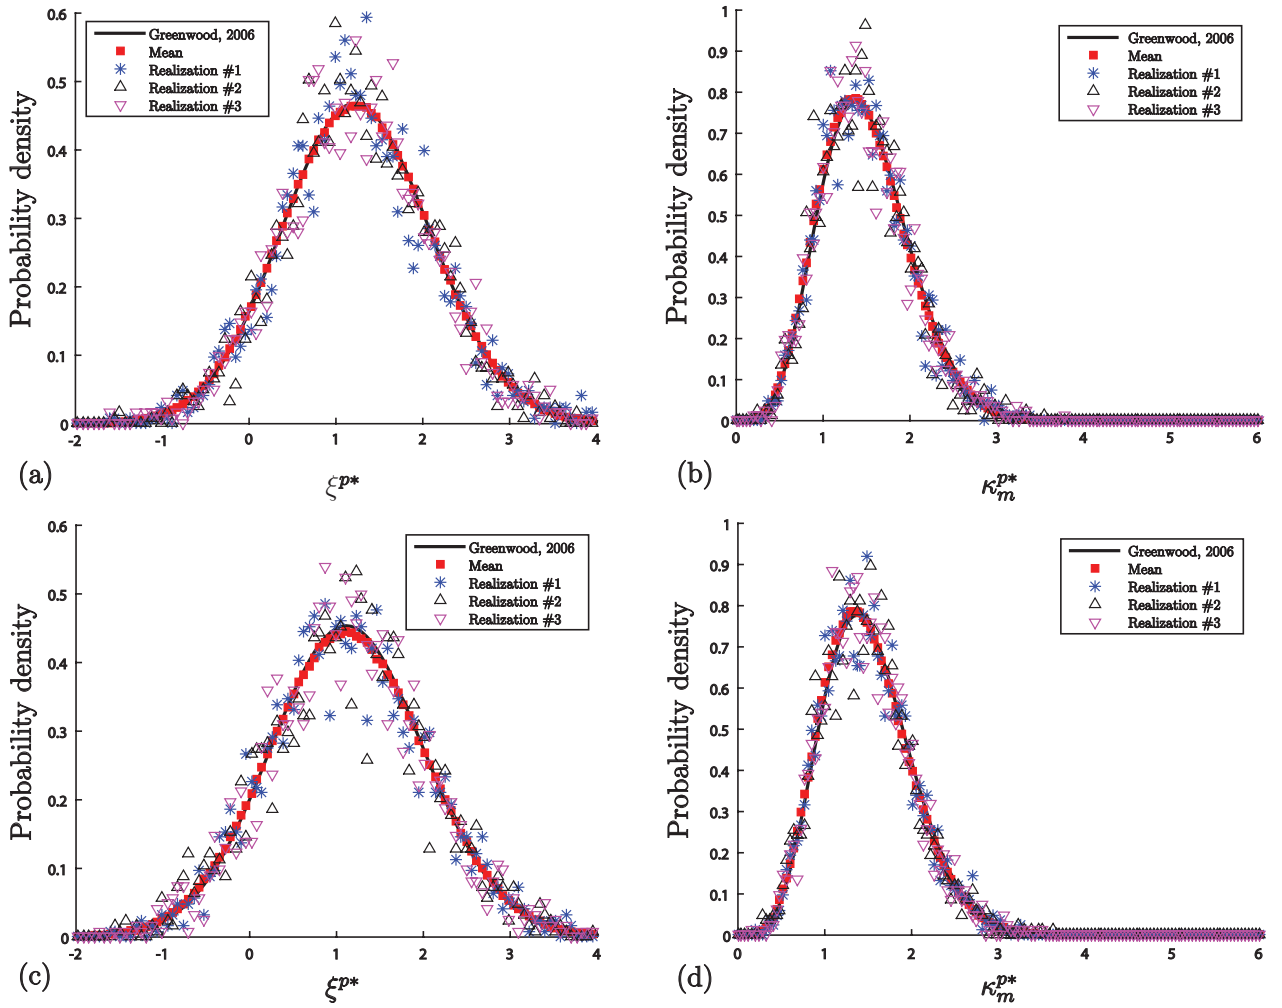 0.6
0.5
0.4
0.3
0.2
0.1
0
-2 -1 0 1 2 3 4
Probability density
Greenwood, 2006
Mean
Realization #1
Realization #2
Realization #3
(a)
ξᵖ*
1
0.9
0.8
0.7
0.6
0.5
0.4
0.3
0.2
0.1
0
0 1 2 3 4 5 6
Probability density
Greenwood, 2006
Mean
Realization #1
Realization #2
Realization #3
(b)
κₘᵖ*
0.6
0.5
0.4
0.3
0.2
0.1
0
-2 -1 0 1 2 3 4
Probability density
Greenwood, 2006
Mean
Realization #1
Realization #2
Realization #3
(c)
ξᵖ*
1
0.9
0.8
0.7
0.6
0.5
0.4
0.3
0.2
0.1
0
0 1 2 3 4 5 6
Probability density
Greenwood, 2006
Mean
Realization #1
Realization #2
Realization #3
(d)
κₘᵖ*